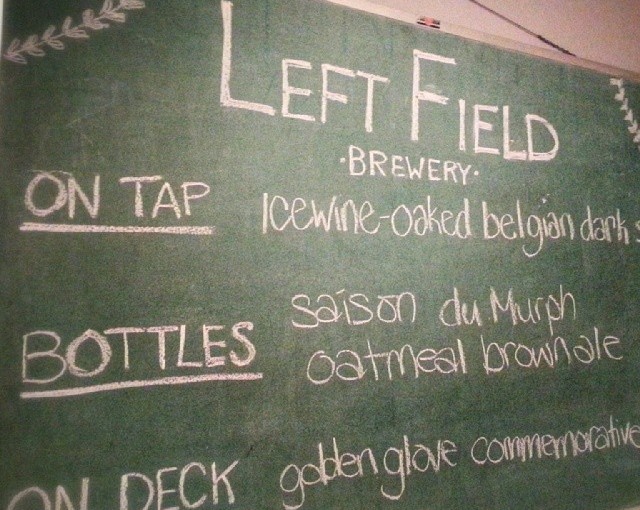 LEFT FIELD
·BREWERY·
ON TAP Icewine-oaked belgian dark
BOTTLES saison du Murph
oatmeal brown ale
ON DECK golden glove commemorative